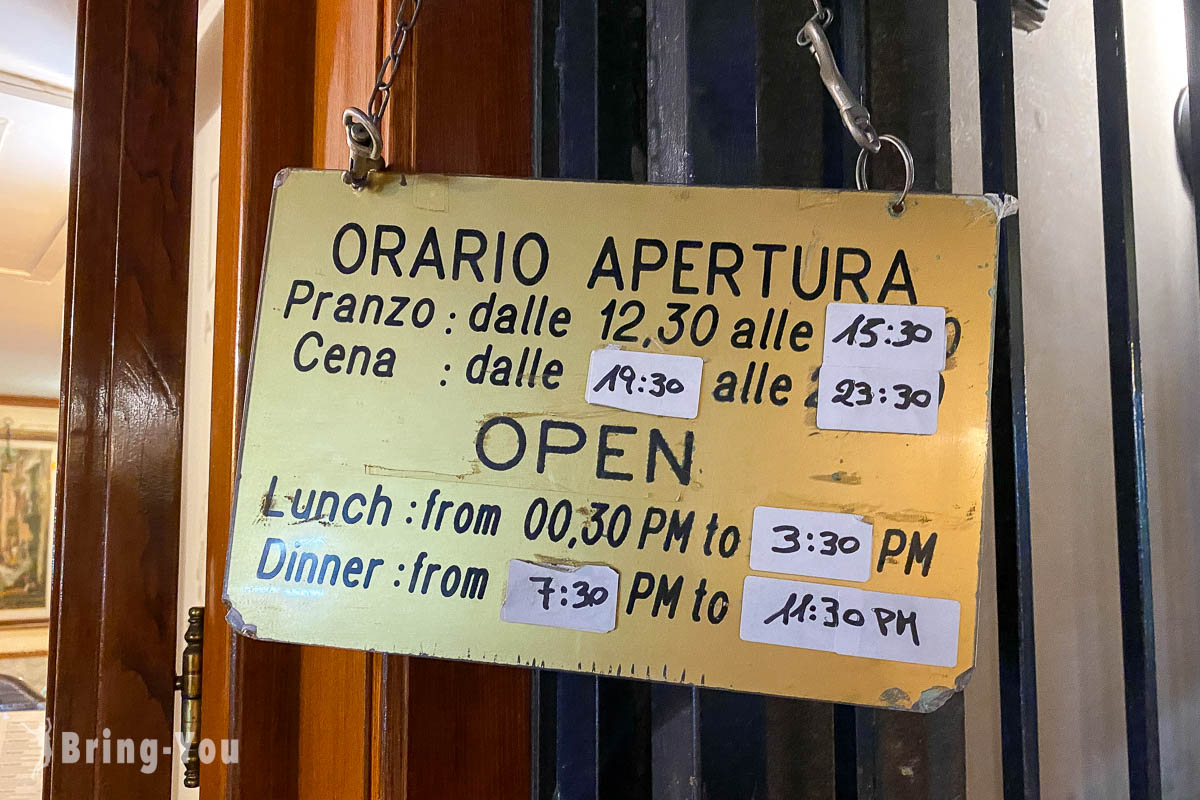 ORARIO APERTURA
Pranzo : dalle 12,30 alle 15:30
Cena : dalle 19:30 alle 23:30
OPEN
Lunch : from 00,30 PM to 3:30 PM
Dinner : from 7:30 PM to 11:30 PM
Bring-You